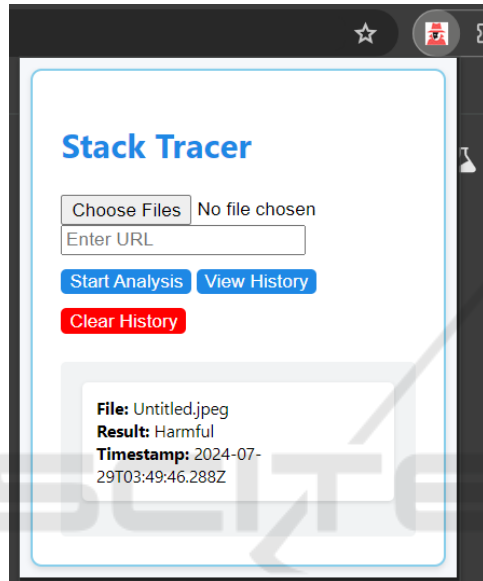 Stack Tracer
Choose Files No file chosen
Enter URL
Start Analysis View History
Clear History
File: Untitled.jpeg
Result: Harmful
Timestamp: 2024-07-
29T03:49:46.288Z